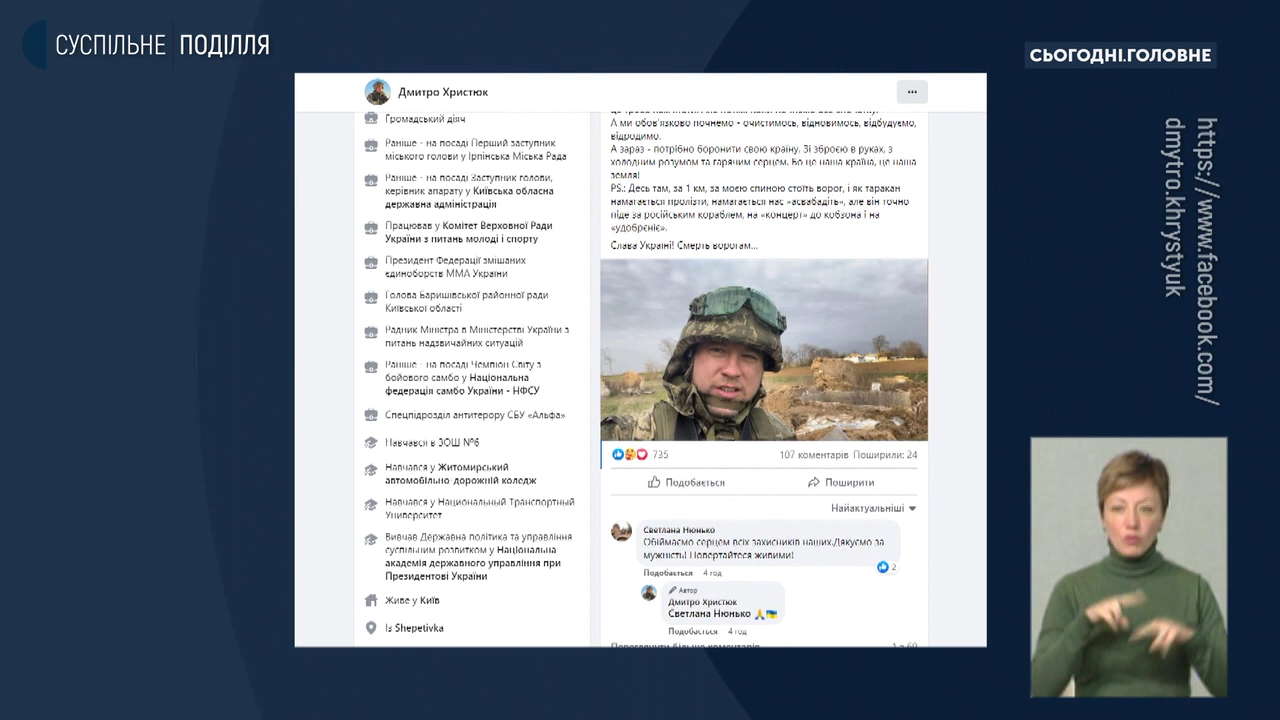 СУСПІЛЬНЕ ПОДІЛЛЯ
СЬОГОДНІ.ГОЛОВНЕ
https://www.facebook.com/
dmytro.khrystyuk
Дмитро Христюк
Громадський діяч
Раніше - на посаді Перший заступник
міського голови у Ірпінська Міська Рада
Раніше - на посаді Заступник голови,
керівник апарату у Київська обласна
державна адміністрація
Працював у Комітет Верховної Ради
України з питань молоді і спорту
Президент Федерації змішаних
єдиноборств ММА України
Голова Баришівської районної ради
Київської області
Радник Міністра в Міністерстві України з
питань надзвичайних ситуацій
Раніше - на посаді Чемпіон Світу з
бойового самбо у Національна
федерація самбо України - НФСУ
Спецпідрозділ антитерору СБУ «Альфа»
Навчався в ЗОШ №6
Навчався у Житомирський
автомобільно-дорожній коледж
Навчався у Національний Транспортный
Университет
Вивчав Державна політика та управління
суспільним розвитком у Національна
академія державного управління при
Президентові України
Живе у Київ
Із Shepetivka
А ми обов'язково почнемо - очистимось, відновимось, відбудуємо,
відродимо.
А зараз - потрібно боронити свою країну. Зі зброєю в руках, з
холодним розумом та гарячим серцем. Бо це наша країна, це наша
земля!
PS.: Десь там, за 1 км, за моєю спиною стоїть ворог, і як таракан
намагається пролізти, намагається нас «асвабадіть», але він точно
піде за російським кораблем, на «концерт» до кобзона і на
«удобрєніє».
Слава Україні! Смерть ворогам...
735
107 коментарів Поширили: 24
Подобається
Поширити
Найактуальніші
Светлана Нюнько
Обіймаємо серцем всіх захисників наших.Дякуємо за
мужність! Повертайтеся живими!
2
Подобається 4 год
Автор
Дмитро Христюк
Светлана Нюнько
Подобається 4 год